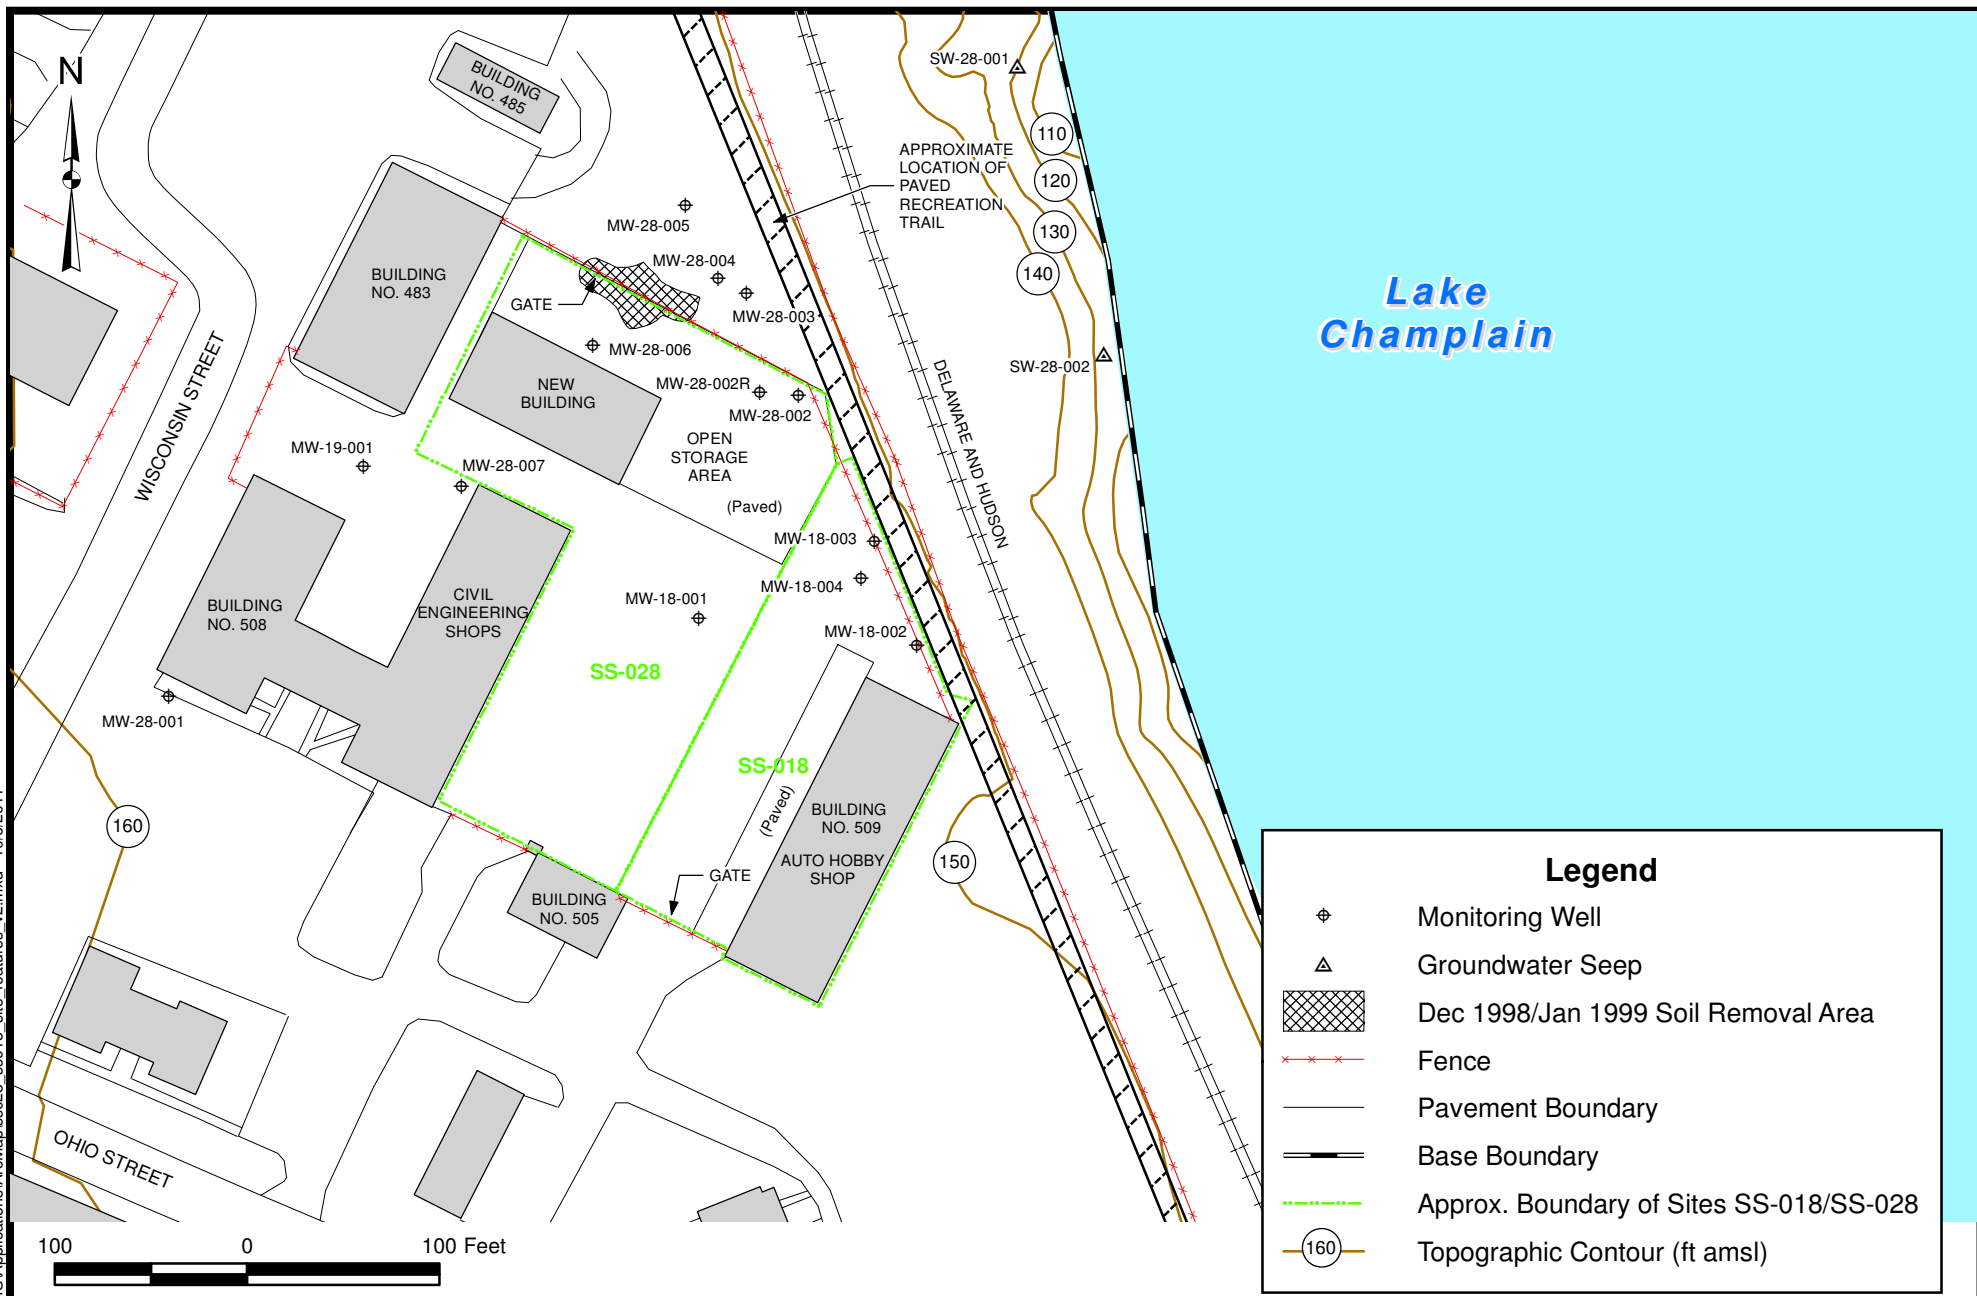 N
BUILDING
NO. 485
SW-28-001
110
APPROXIMATE
LOCATION OF
PAVED
RECREATION
TRAIL
120
130
140
MW-28-005
MW-28-004
BUILDING
NO. 483
GATE
MW-28-003
Lake
Champlain
MW-28-006
SW-28-002
NEW
BUILDING
MW-28-002R
MW-28-002
WISCONSIN STREET
DELAWARE AND HUDSON
OPEN
STORAGE
AREA
(Paved)
MW-19-001
MW-28-007
MW-18-003
MW-18-004
BUILDING
NO. 508
CIVIL
ENGINEERING
SHOPS
MW-18-001
MW-18-002
SS-028
MW-28-001
SS-018
(Paved)
160
BUILDING
NO. 509
AUTO HOBBY
SHOP
150
GATE
BUILDING
NO. 505
OHIO STREET
100 0 100 Feet
Legend
Monitoring Well
Groundwater Seep
Dec 1998/Jan 1999 Soil Removal Area
Fence
Pavement Boundary
Base Boundary
Approx. Boundary of Sites SS-018/SS-028
160 Topographic Contour (ft amsl)